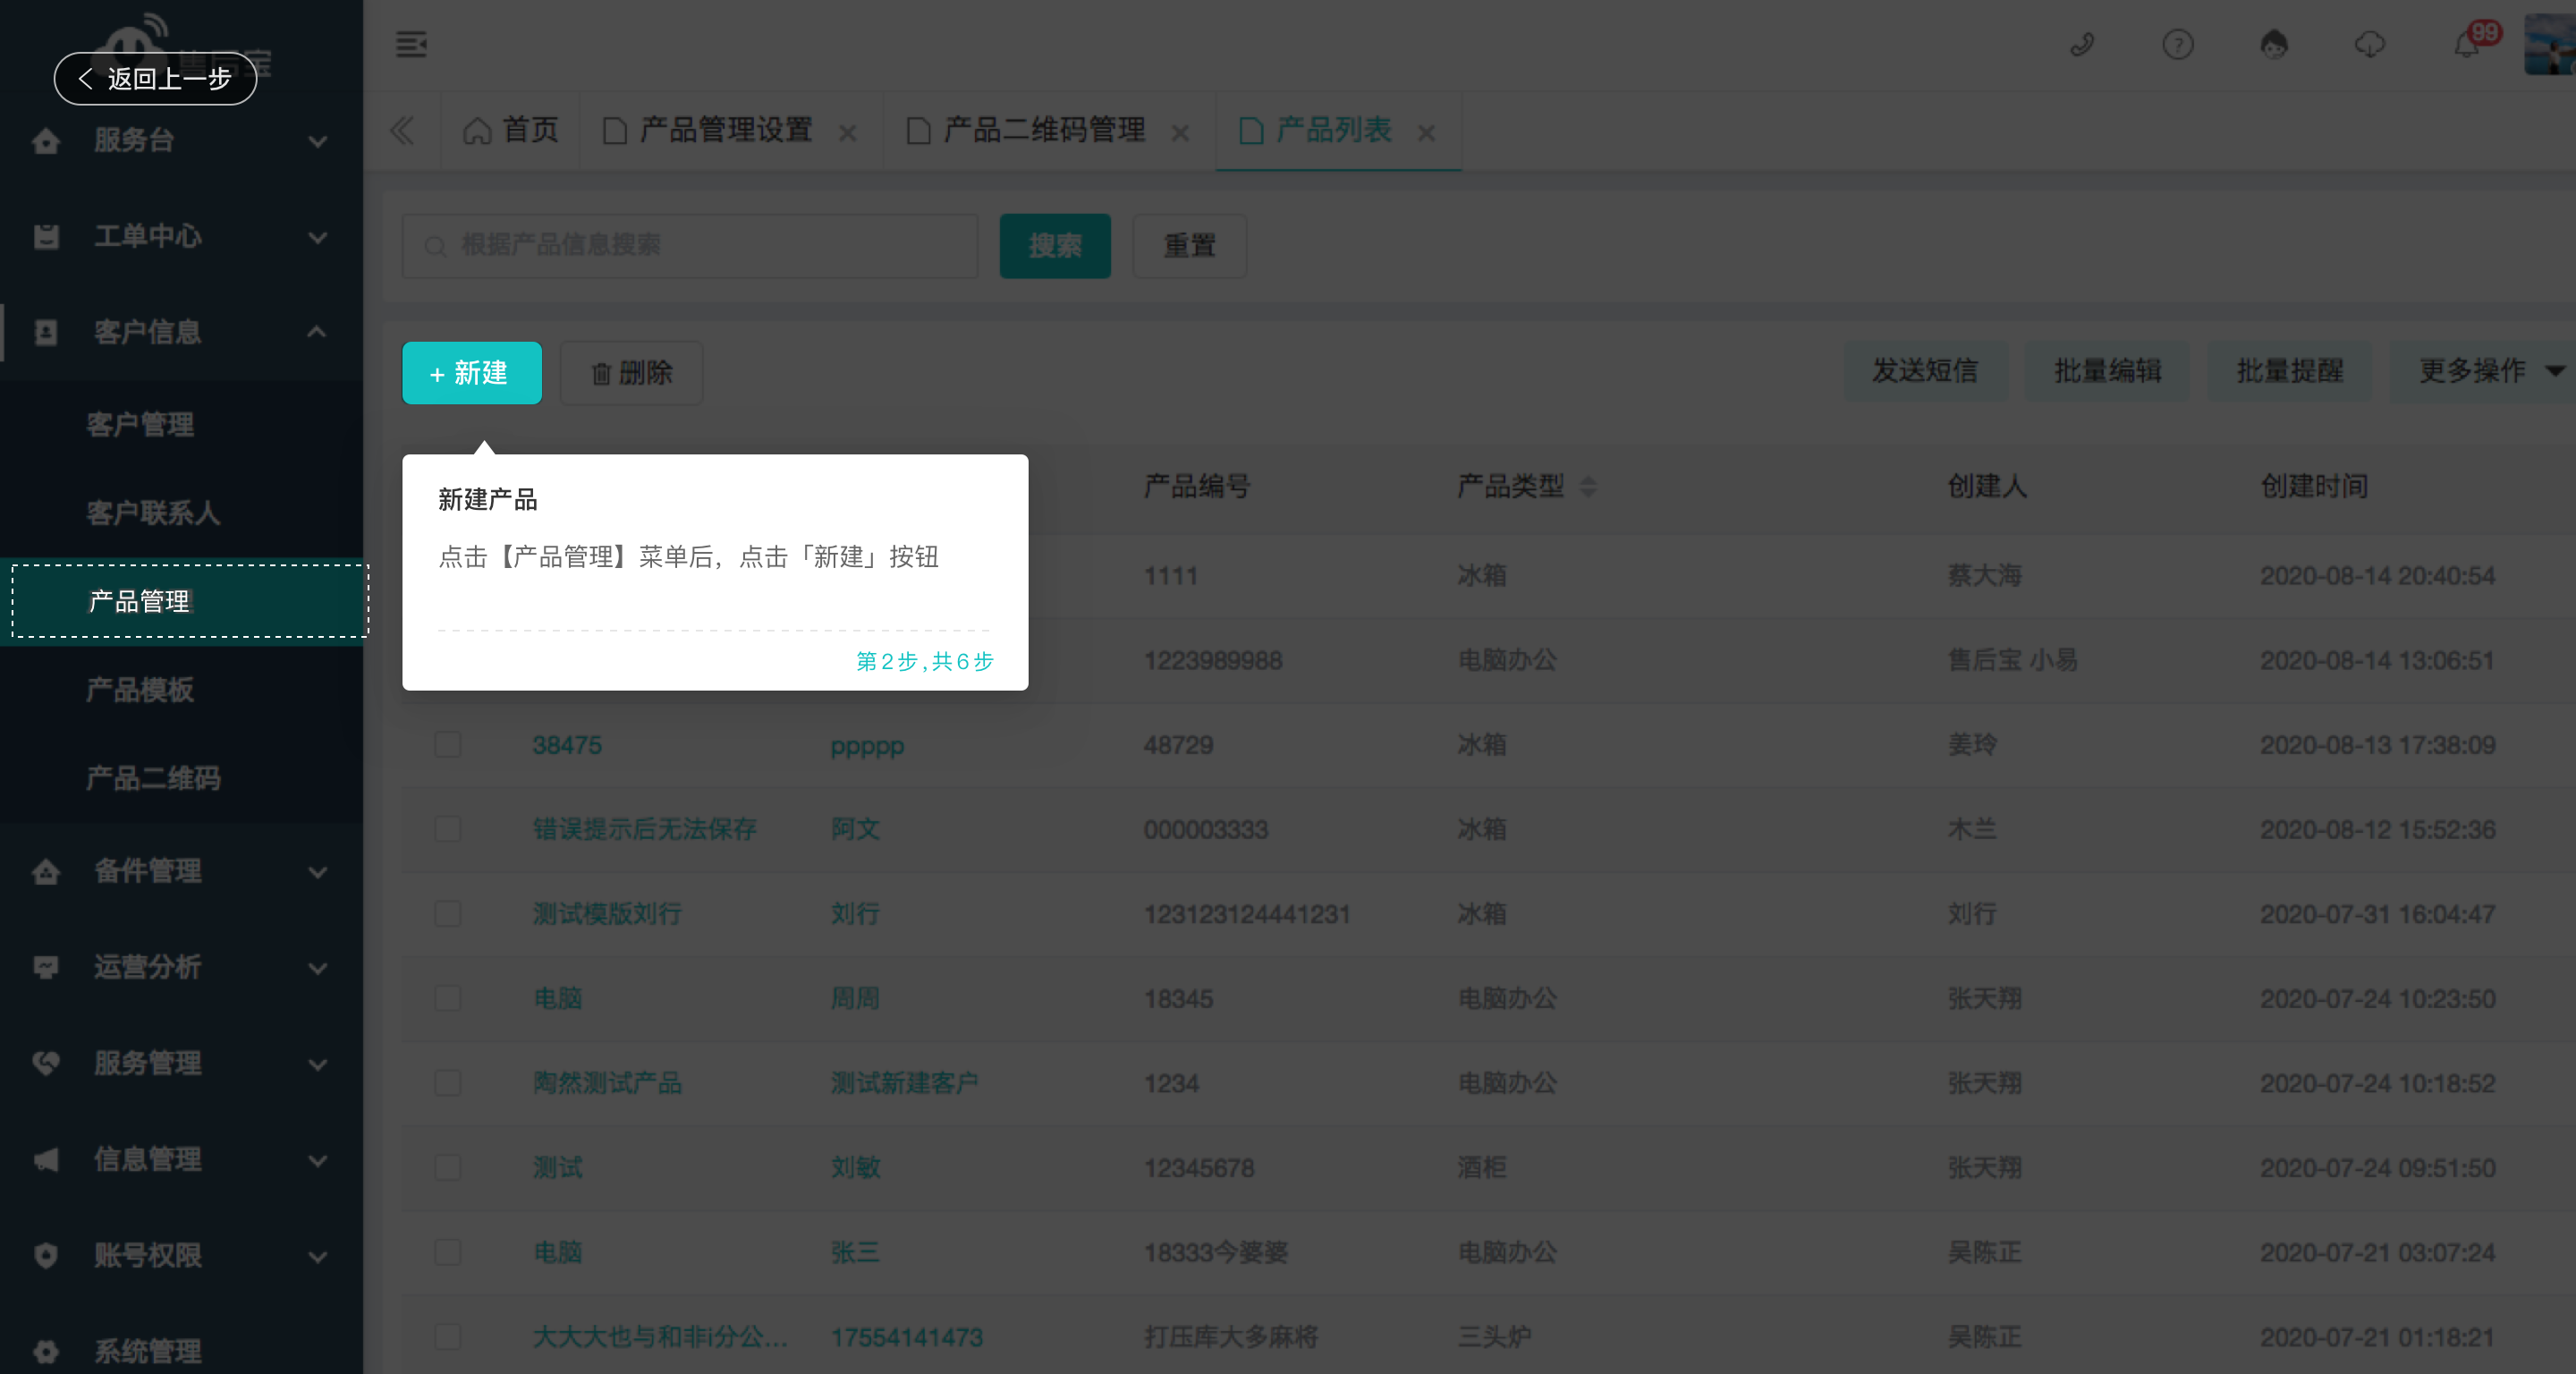 返回上一步
99
服务台
工单中心
客户信息
客户管理
客户联系人
产品管理
产品模板
产品二维码
备件管理
运营分析
服务管理
信息管理
账号权限
系统管理
首页
产品管理设置
产品二维码管理
产品列表
根据产品信息搜索
搜索
重置
+ 新建
删除
发送短信
批量编辑
批量提醒
更多操作
新建产品
点击【产品管理】菜单后，点击「新建」按钮
第2步,共6步
产品编号 产品类型 创建人 创建时间
1111 冰箱 蔡大海 2020-08-14 20:40:54
1223989988 电脑办公 售后宝 小易 2020-08-14 13:06:51
38475 ppppp 48729 冰箱 姜玲 2020-08-13 17:38:09
错误提示后无法保存 阿文 000003333 冰箱 木兰 2020-08-12 15:52:36
测试模版刘行 刘行 123123124441231 冰箱 刘行 2020-07-31 16:04:47
电脑 周周 18345 电脑办公 张天翔 2020-07-24 10:23:50
陶然测试产品 测试新建客户 1234 电脑办公 张天翔 2020-07-24 10:18:52
测试 刘敏 12345678 酒柜 张天翔 2020-07-24 09:51:50
电脑 张三 18333今婆婆 电脑办公 吴陈正 2020-07-21 03:07:24
大大大也与和非i分公... 17554141473 打压库大多麻将 三头炉 吴陈正 2020-07-21 01:18:21